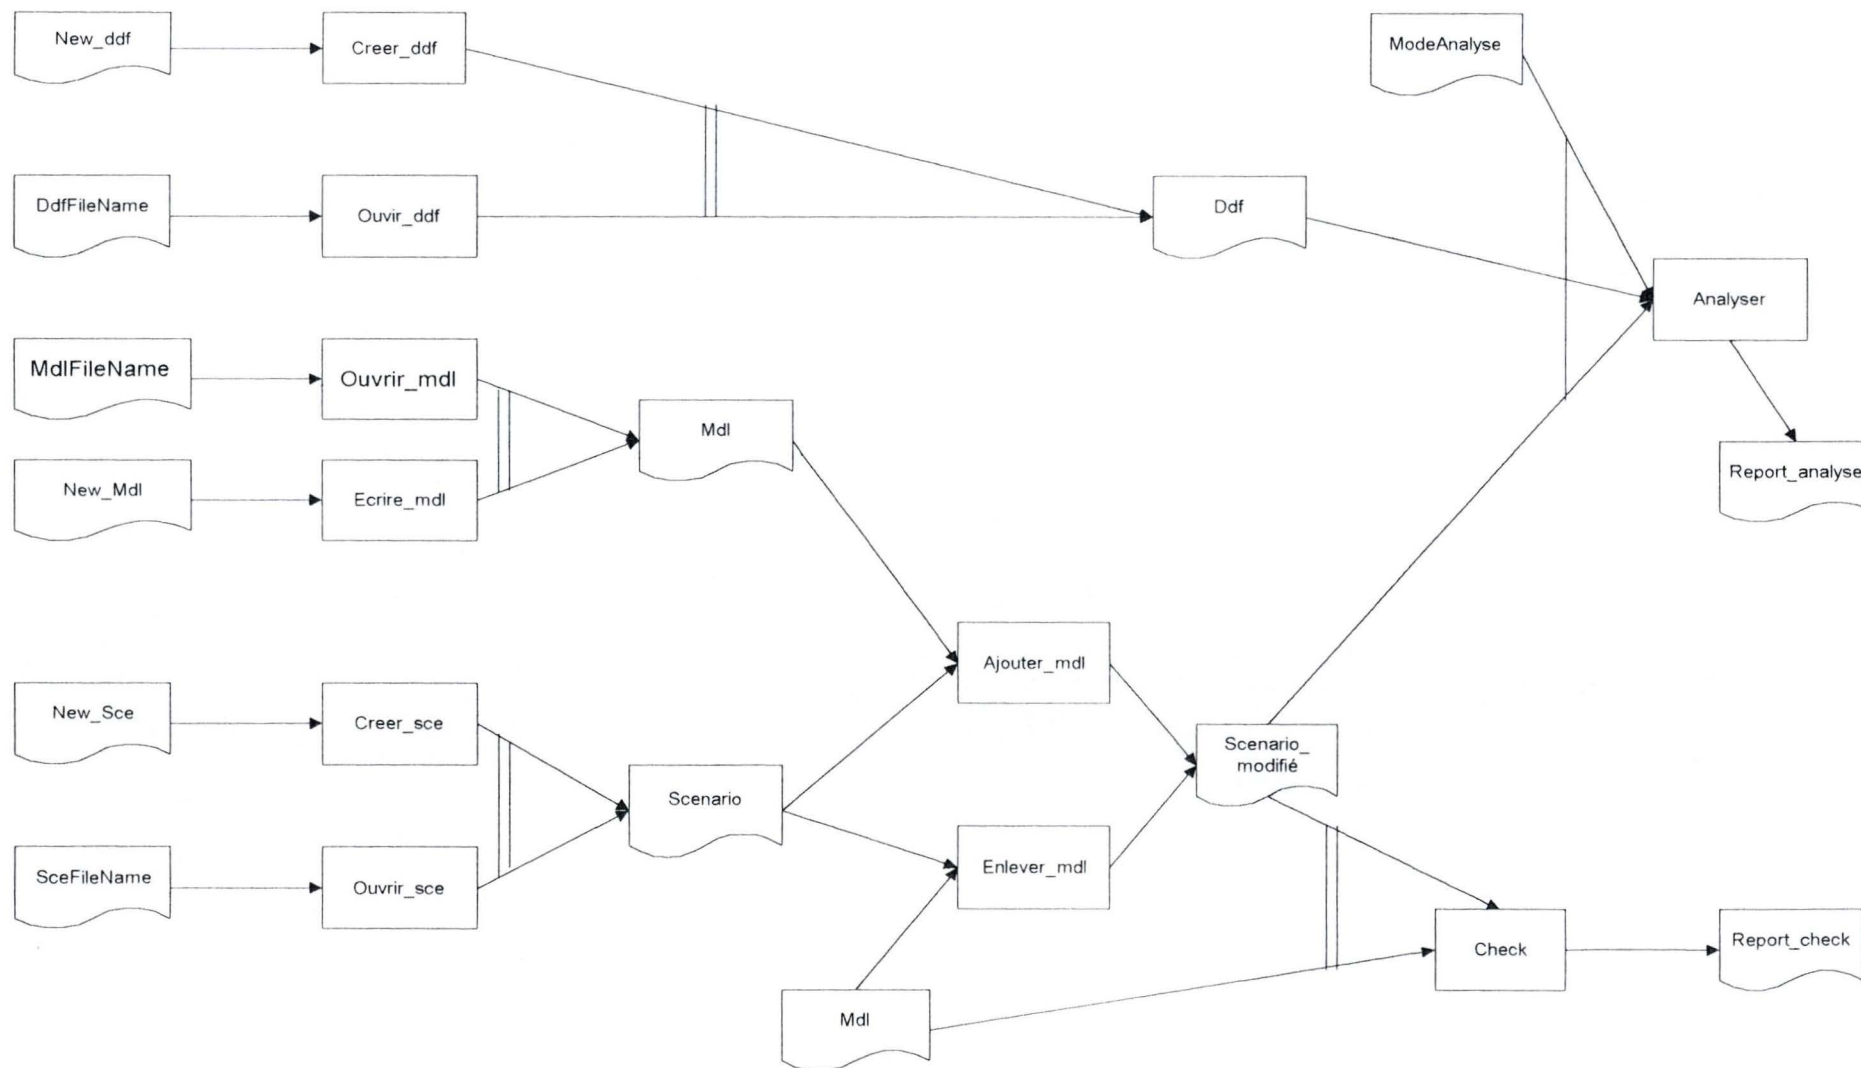 New_ddf
Creer_ddf
ModeAnalyse
DdfFileName
Ouvir_ddf
Ddf
Analyser
MdlFileName
Ouvrir_mdl
Mdl
Report_analyse
New_Mdl
Ecrire_mdl
Ajouter_mdl
New_Sce
Creer_sce
Scenario_
modifié
Scenario
SceFileName
Ouvrir_sce
Enlever_mdl
Check
Report_check
Mdl